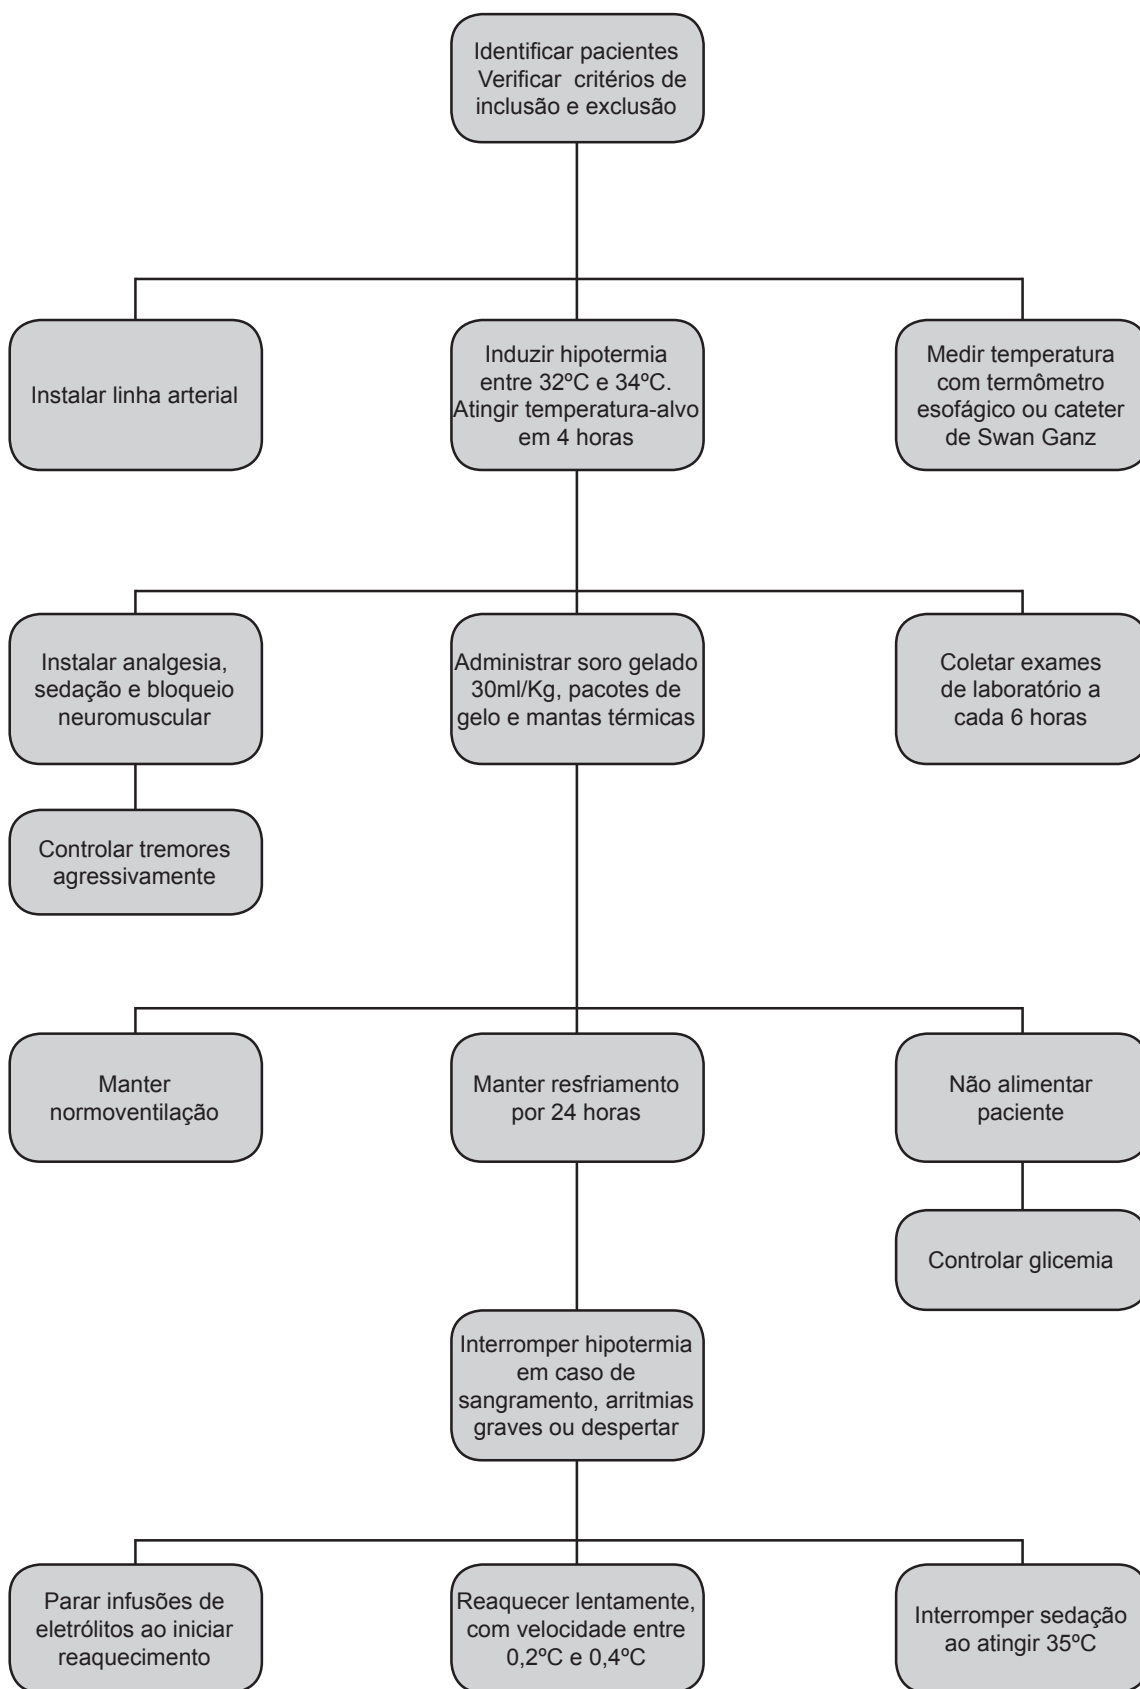 Identificar pacientes
Verificar critérios de
inclusão e exclusão
Instalar linha arterial
Induzir hipotermia
entre 32ºC e 34ºC.
Atingir temperatura-alvo
em 4 horas
Medir temperatura
com termômetro
esofágico ou cateter
de Swan Ganz
Instalar analgesia,
sedação e bloqueio
neuromuscular
Administrar soro gelado
30ml/Kg, pacotes de
gelo e mantas térmicas
Coletar exames
de laboratório a
cada 6 horas
Controlar tremores
agressivamente
Manter
normoventilação
Manter resfriamento
por 24 horas
Não alimentar
paciente
Controlar glicemia
Interromper hipotermia
em caso de
sangramento, arritmias
graves ou despertar
Parar infusões de
eletrólitos ao iniciar
reaquecimento
Reaquecer lentamente,
com velocidade entre
0,2ºC e 0,4ºC
Interromper sedação
ao atingir 35ºC